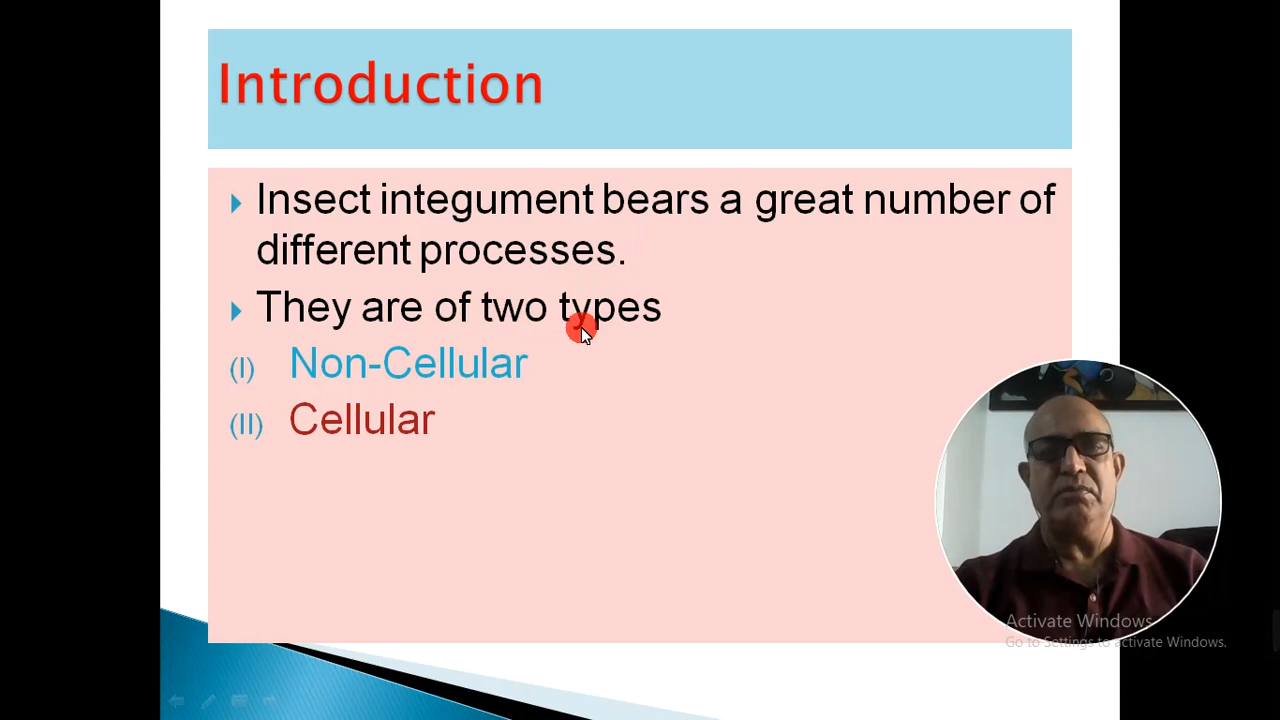 Introduction
Insect integument bears a great number of
different processes.
They are of two types
(I) Non-Cellular
(II) Cellular
Activate Windows
Go to Settings to activate Windows.